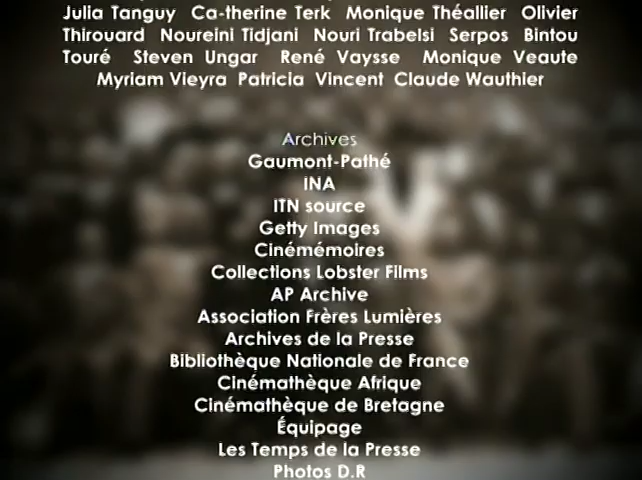 Julia Tanguy Ca-therine Terk Monique Théallier Olivier
Thirouard Noureini Tidjani Nouri Trabelsi Serpos Bintou
Touré Steven Ungar René Vaysse Monique Veaute
Myriam Vieyra Patricia Vincent Claude Wauthier
Archives
Gaumont-Pathé
INA
ITN source
Getty Images
Cinémémoires
Collections Lobster Films
AP Archive
Association Frères Lumières
Archives de la Presse
Bibliothèque Nationale de France
Cinémathèque Afrique
Cinémathèque de Bretagne
Équipage
Les Temps de la Presse
Photos D.R